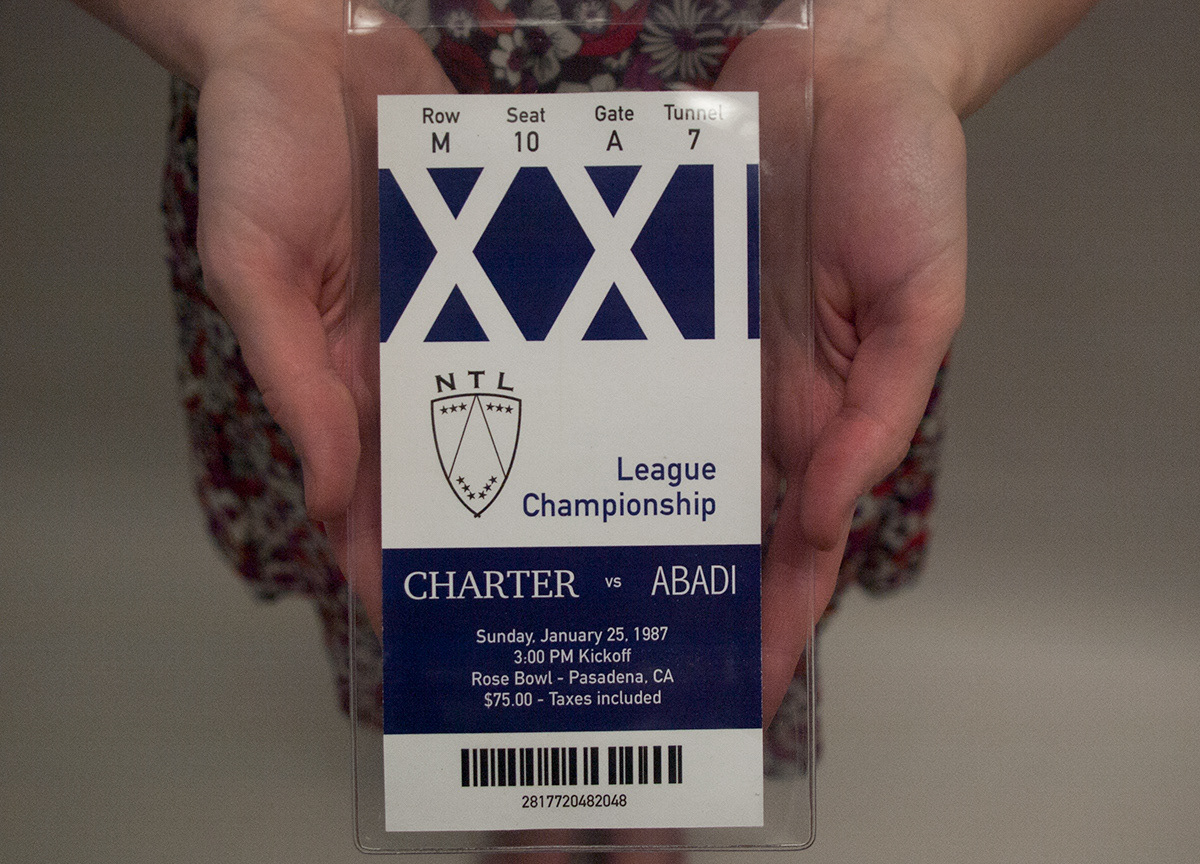 Row Seat Gate Tunnel
M 10 A 7
XXI
NTL
League
Championship
CHARTER vs ABADI
Sunday, January 25, 1987
3:00 PM Kickoff
Rose Bowl - Pasadena, CA
$75.00 - Taxes included
2817720482048